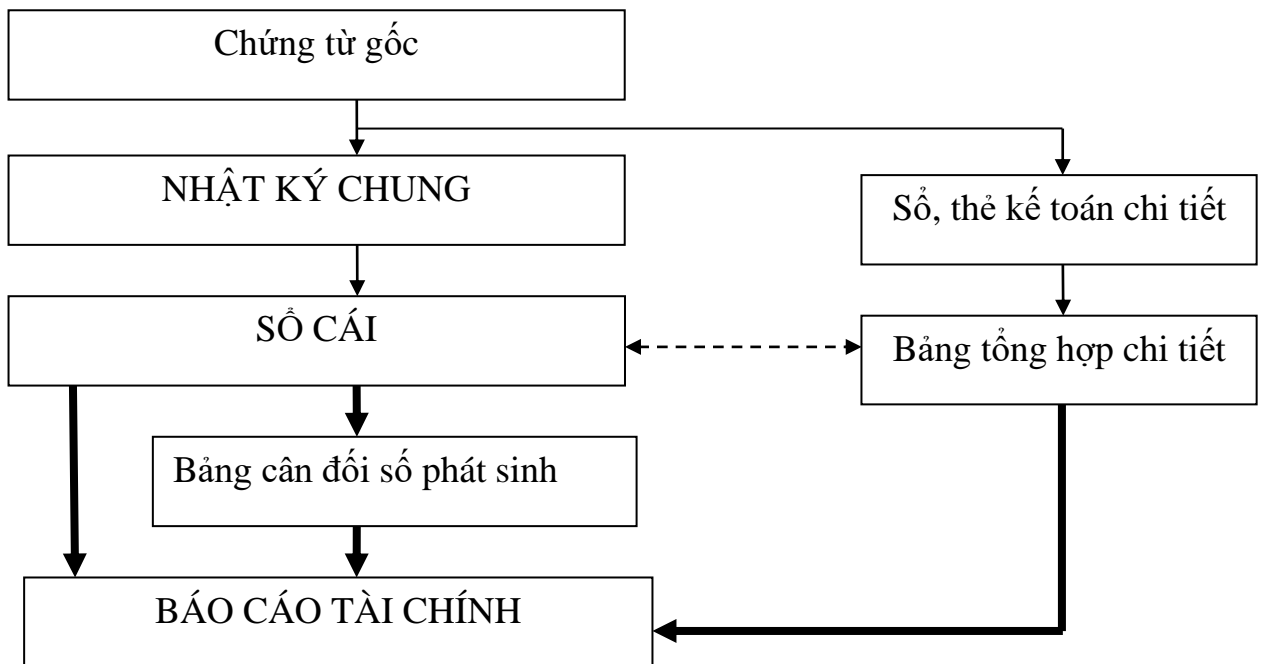 Chứng từ gốc
NHẬT KÝ CHUNG
Sổ, thẻ kế toán chi tiết
SỔ CÁI
Bảng tổng hợp chi tiết
Bảng cân đối số phát sinh
BÁO CÁO TÀI CHÍNH